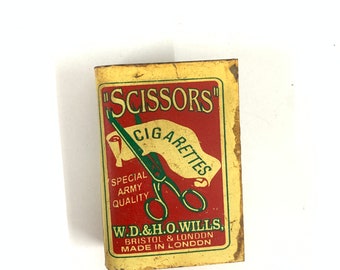 "SCISSORS"
CIGARETTES
SPECIAL
ARMY
QUALITY
W.D.&H.O.WILLS,
BRISTOL & LONDON
MADE IN LONDON